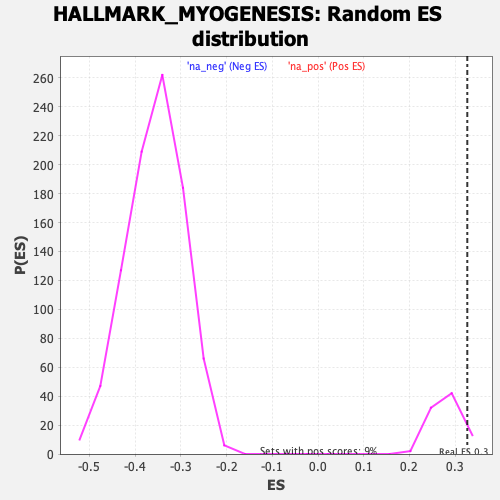 HALLMARK_MYOGENESIS: Random ES
distribution
'na_neg' (Neg ES) 'na_pos' (Pos ES)
260
240
220
200
180
160
140
120
100
80
60
40
20
0
P(ES)
Sets with pos scores: 9%
Real ES 0.3
-0.5 -0.4 -0.3 -0.2 -0.1 0.0 0.1 0.2 0.3
ES